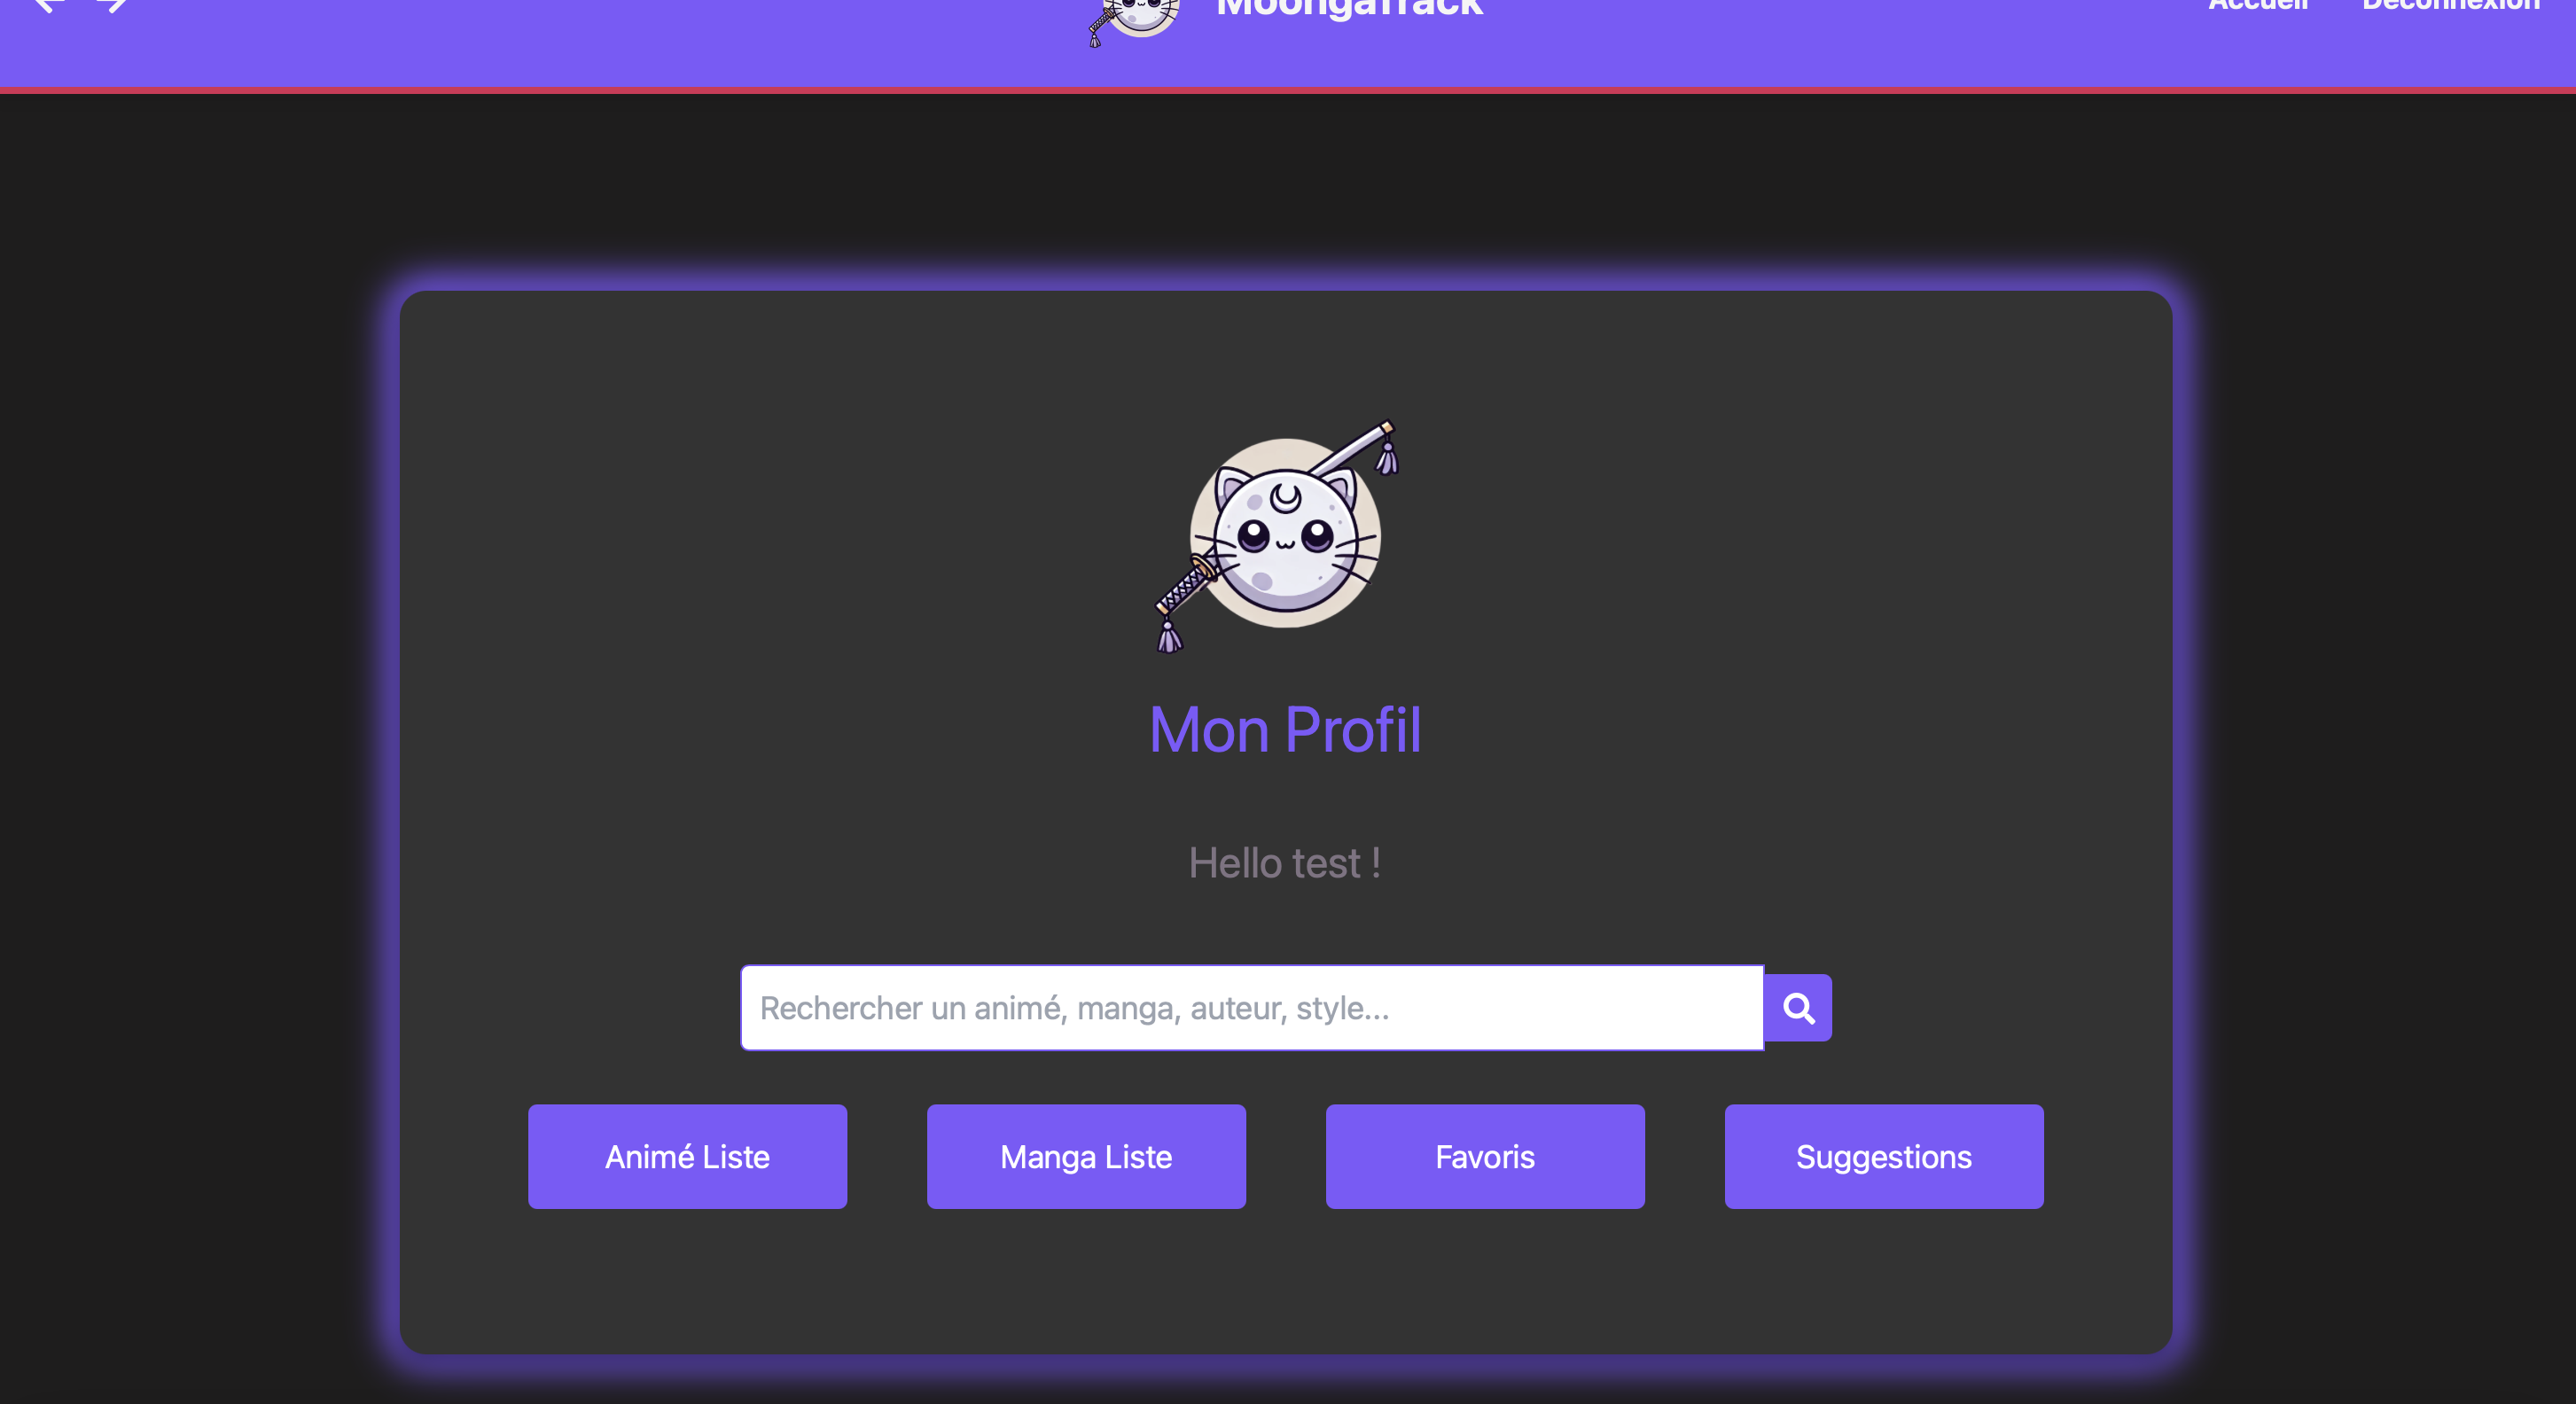 MoongaTrack
Accueil Déconnexion
Mon Profil
Hello test !
Rechercher un animé, manga, auteur, style...
Animé Liste
Manga Liste
Favoris
Suggestions